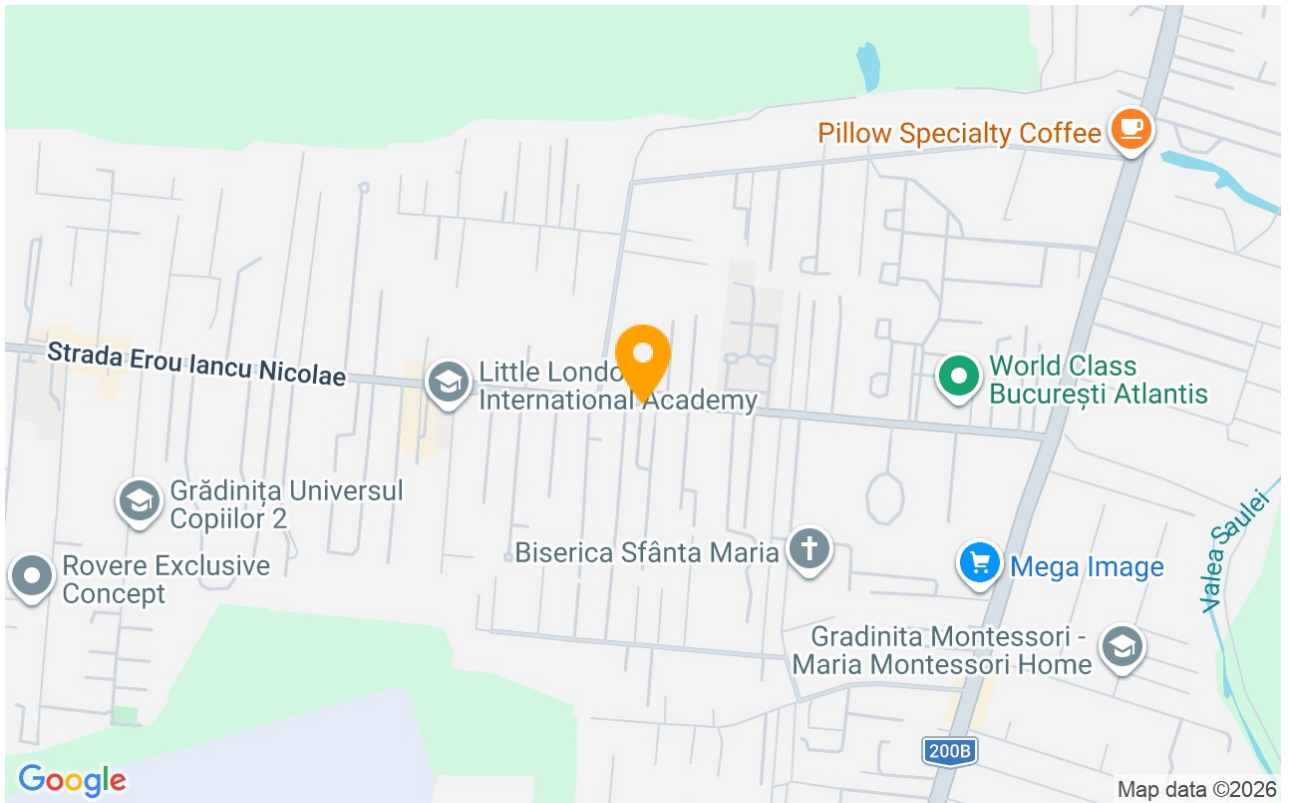 Pillow Specialty Coffee
Strada Erou Iancu Nicolae
Little Londo
International Academy
World Class
București Atlantis
Grădinița Universul
Copiilor 2
Valea Saulei
Biserica Sfânta Maria
Rovere Exclusive
Concept
Mega Image
Gradinita Montessori -
Maria Montessori Home
200B
Google
Map data ©2026